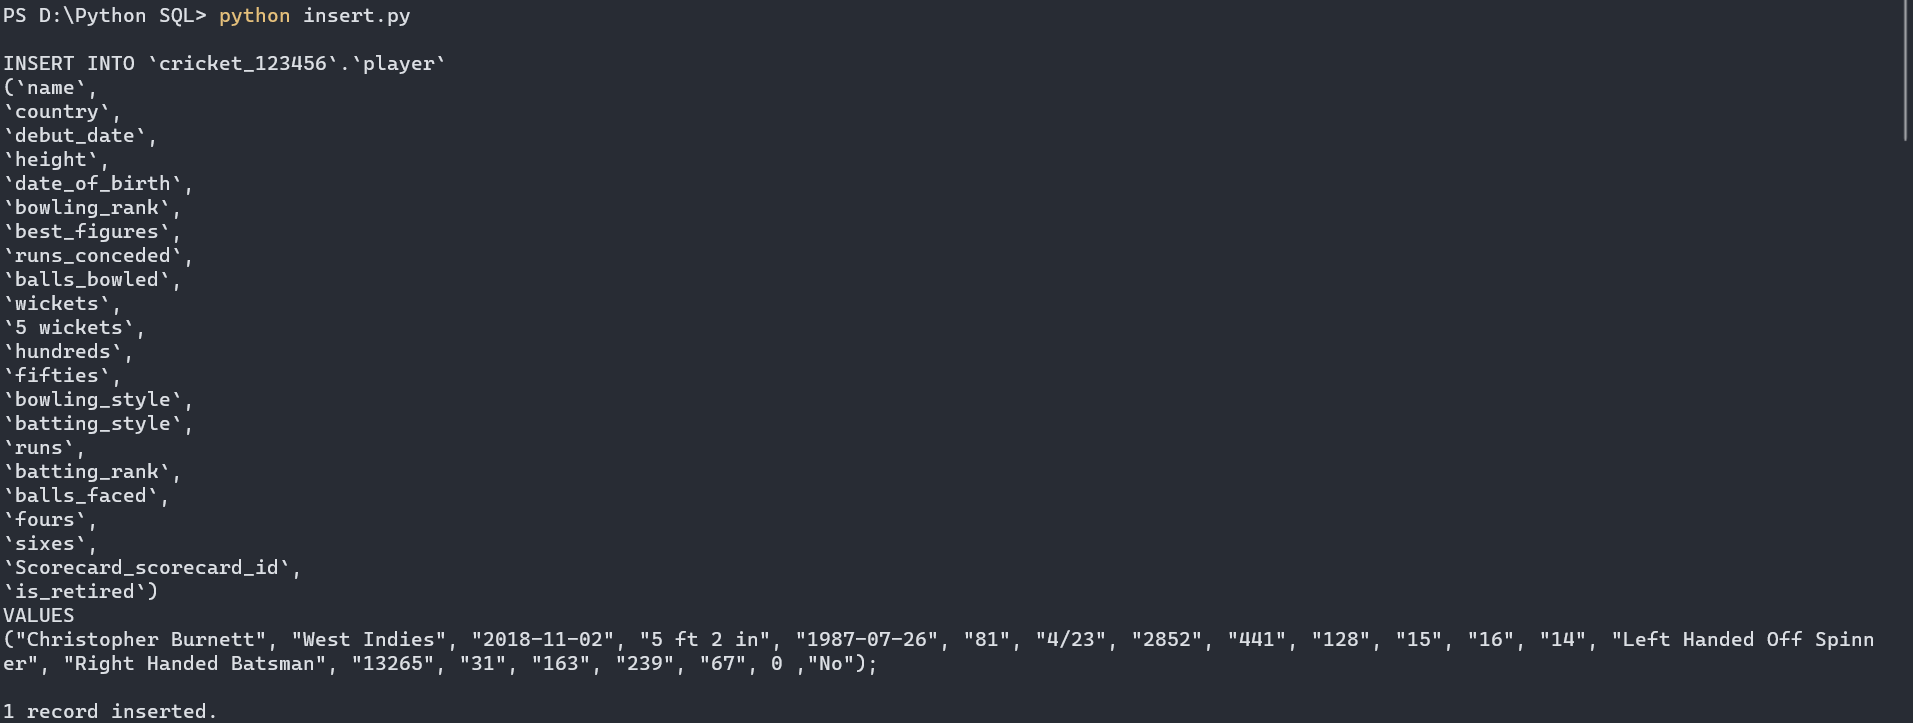 PS D:\Python SQL> python insert.py
INSERT INTO `cricket_123456`.`player`
(`name`,
`country`,
`debut_date`,
`height`,
`date_of_birth`,
`bowling_rank`,
`best_figures`,
`runs_conceded`,
`balls_bowled`,
`wickets`,
`5 wickets`,
`hundreds`,
`fifties`,
`bowling_style`,
`batting_style`,
`runs`,
`batting_rank`,
`balls_faced`,
`fours`,
`sixes`,
`Scorecard_scorecard_id`,
`is_retired`)
VALUES
("Christopher Burnett", "West Indies", "2018-11-02", "5 ft 2 in", "1987-07-26", "81", "4/23", "2852", "441", "128", "15", "16", "14", "Left Handed Off Spinn
er", "Right Handed Batsman", "13265", "31", "163", "239", "67", 0 ,"No");
1 record inserted.